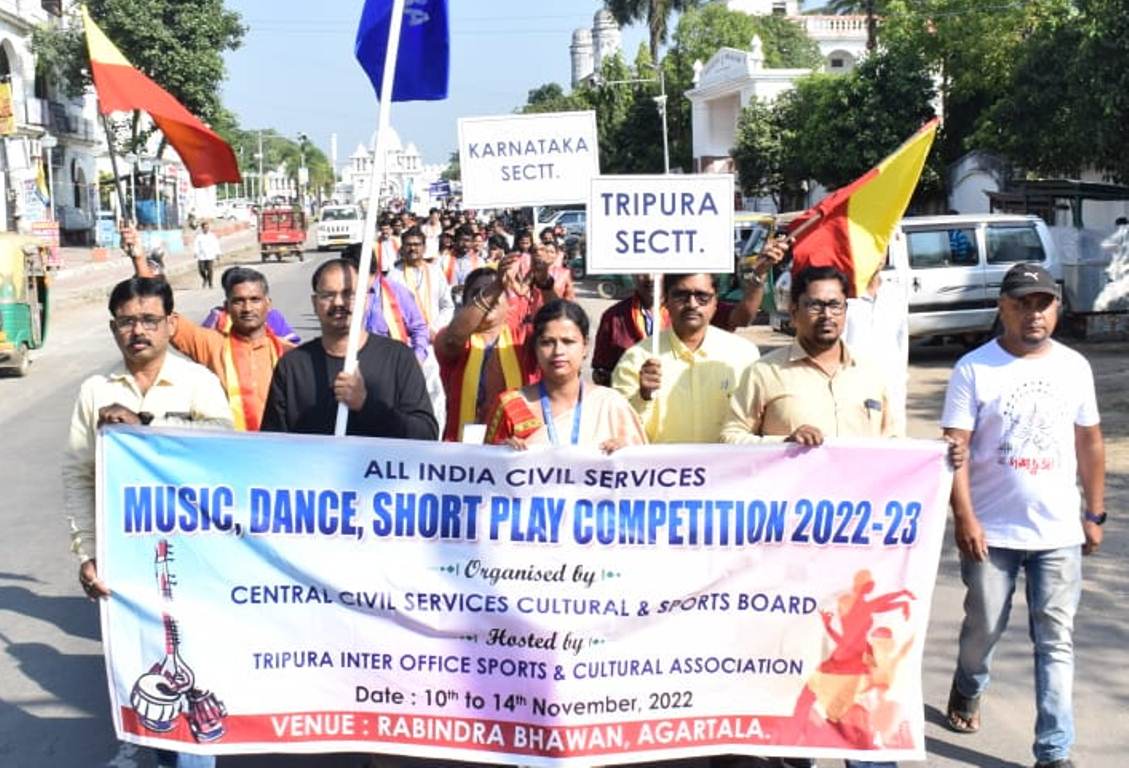 KARNATAKA
SECTT.
TRIPURA
SECTT.
ALL INDIA CIVIL SERVICES
MUSIC, DANCE, SHORT PLAY COMPETITION 2022-23
Organised by
CENTRAL CIVIL SERVICES CULTURAL & SPORTS BOARD
Hosted by
TRIPURA INTER OFFICE SPORTS & CULTURAL ASSOCIATION
Date : 10th to 14th November, 2022
VENUE : RABINDRA BHAWAN, AGARTALA.